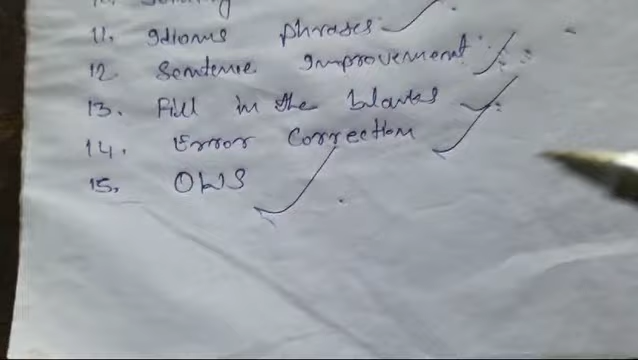 11. Idioms phrases
12 Sentence Improvement
13. Fill in the blanks
14. Error Correction
15. OWS